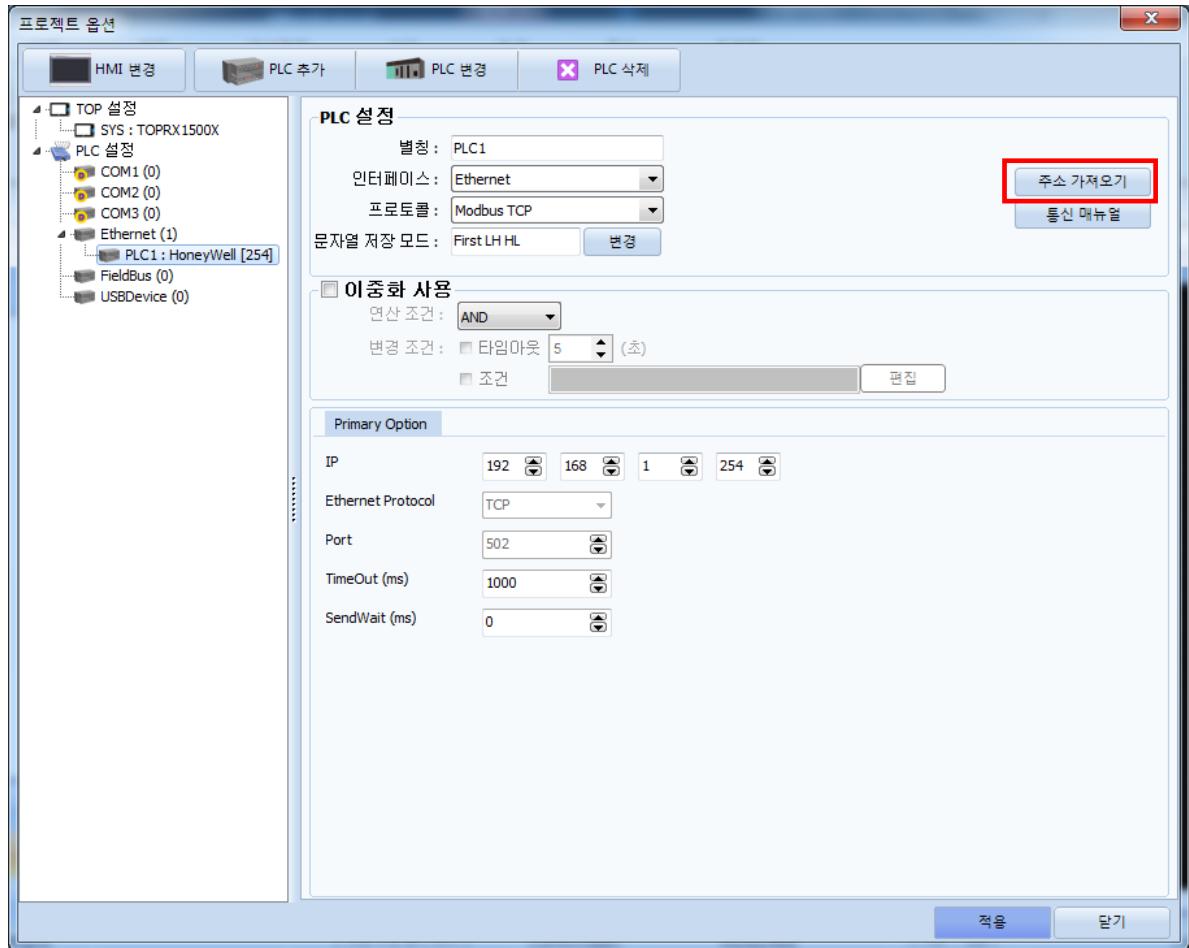 프로젝트 옵션
x
HMI 변경
PLC 추가
PLC 변경
PLC 삭제
TOP 설정
SYS : TOPRX1500X
PLC 설정
COM1 (0)
COM2 (0)
COM3 (0)
Ethernet (1)
PLC1 : HoneyWell [254]
FieldBus (0)
USBDevice (0)
PLC 설정
별칭 : PLC1
인터페이스 : Ethernet
주소 가져오기
프로토콜 : Modbus TCP
통신 매뉴얼
문자열 저장 모드 : First LH HL 변경
이중화 사용
연산 조건 : AND
변경 조건 : 타임아웃 5 (초)
조건 편집
Primary Option
IP 192 168 1 254
Ethernet Protocol TCP
Port 502
TimeOut (ms) 1000
SendWait (ms) 0
적용 닫기